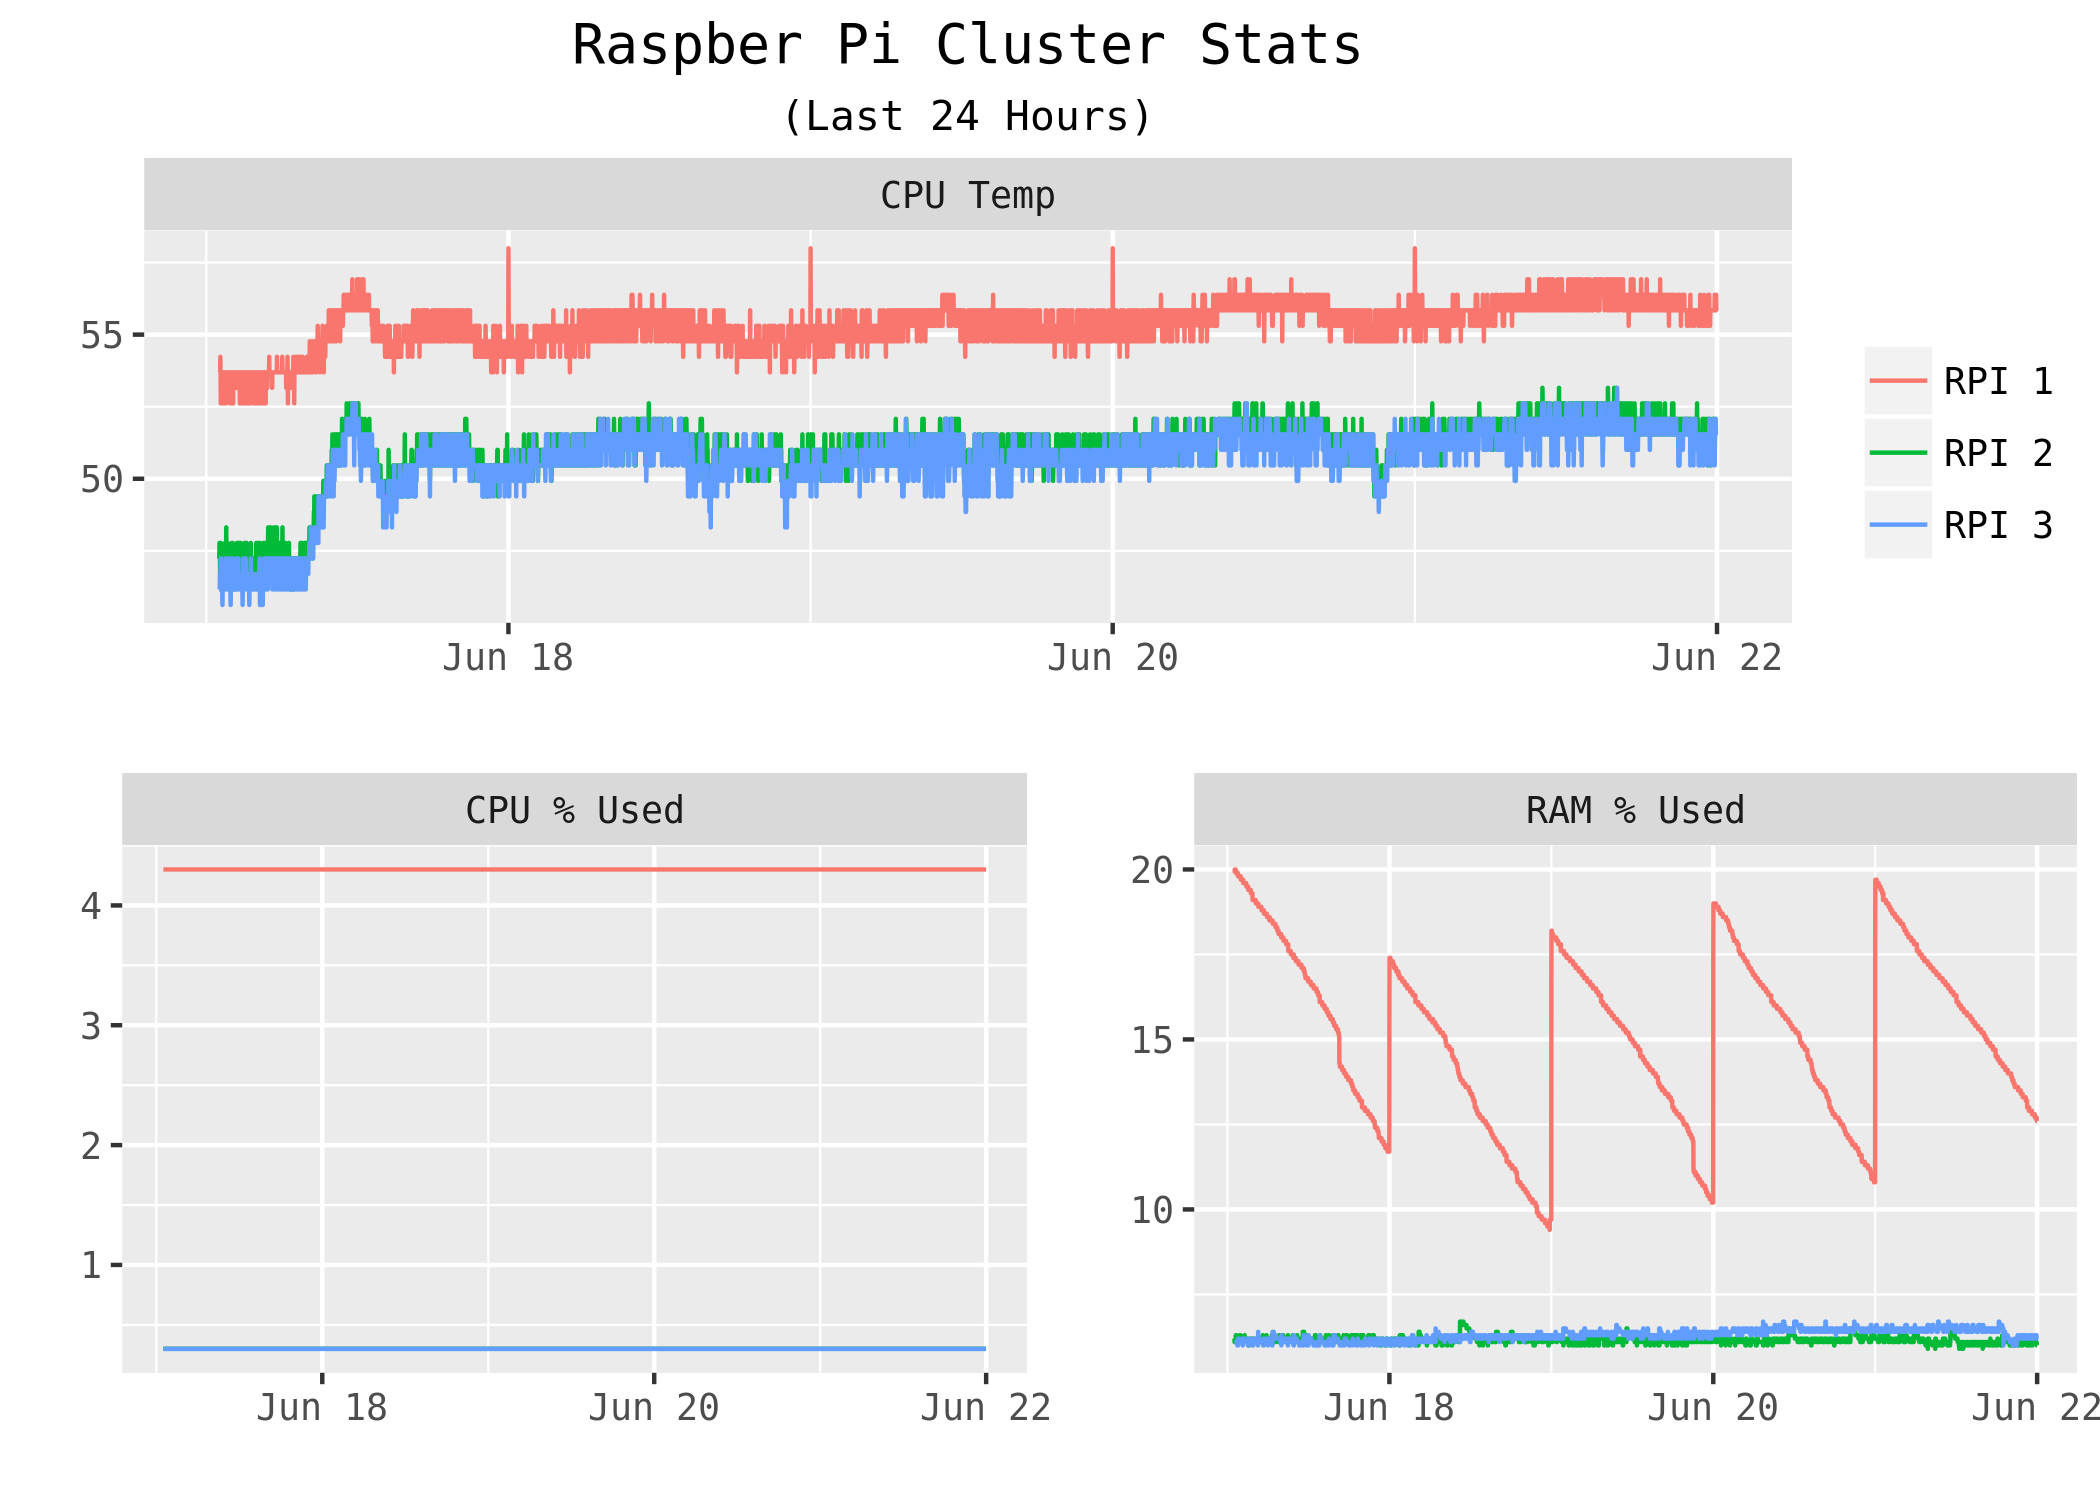 Raspber Pi Cluster Stats
(Last 24 Hours)
CPU Temp
55
50
Jun 18 Jun 20 Jun 22
RPI 1
RPI 2
RPI 3
CPU % Used
4
3
2
1
Jun 18 Jun 20 Jun 22
RAM % Used
20
15
10
Jun 18 Jun 20 Jun 22